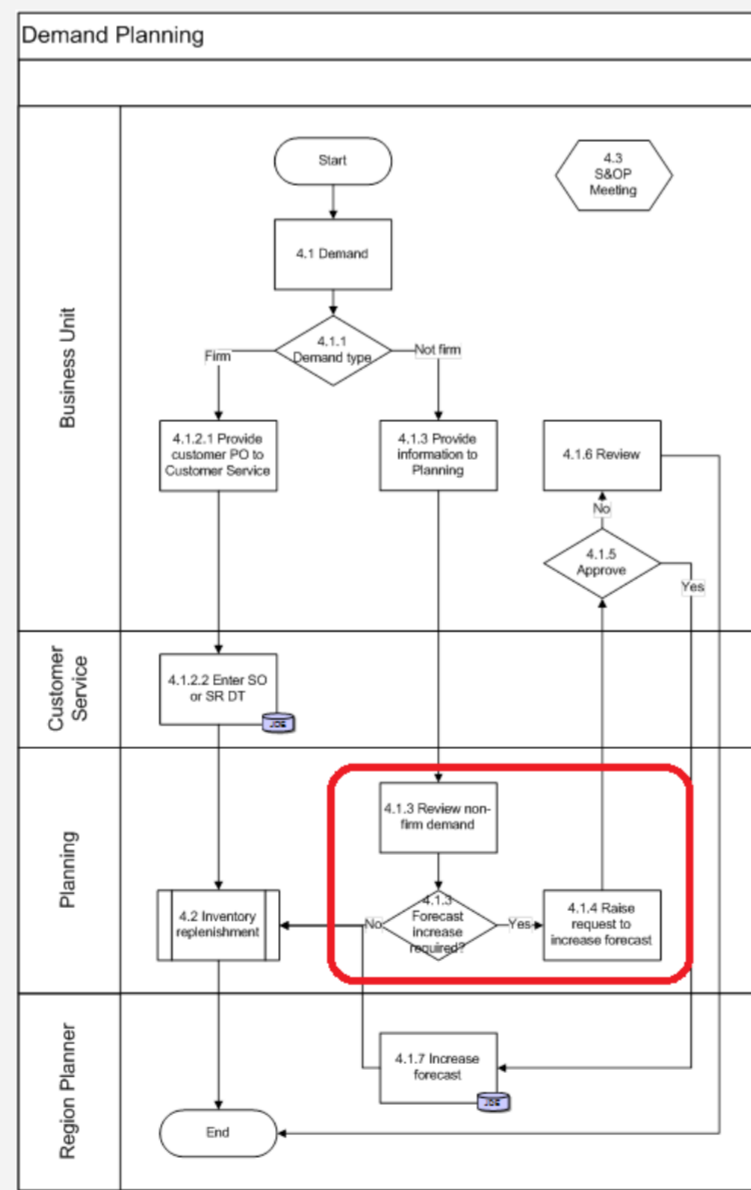 Demand Planning
Business Unit
Start
4.3
S&OP
Meeting
4.1 Demand
4.1.1
Demand type
Firm
Not firm
4.1.2.1 Provide
customer PO to
Customer Service
4.1.3 Provide
information to
Planning
4.1.6 Review
No
4.1.5
Approve
Yes
Customer
Service
4.1.2.2 Enter SO
or SR DT
JDE
Planning
4.1.3 Review non-
firm demand
4.2 Inventory
replenishment
No
4.1.3
Forecast
increase
required?
Yes
4.1.4 Raise
request to
increase forecast
Region Planner
4.1.7 Increase
forecast
JDE
End